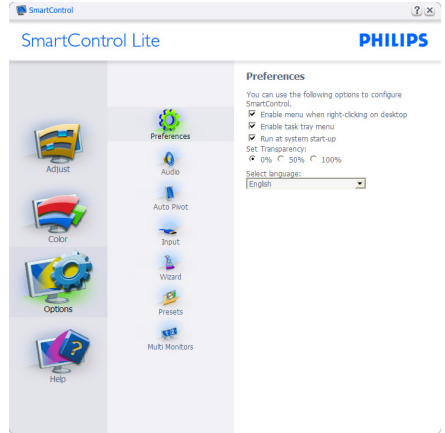 SmartControl
SmartControl Lite
PHILIPS
Adjust
Color
Options
Help
Preferences
Audio
Auto Pivot
Input
Wizard
Presets
Multi Monitors
Preferences
You can use the following options to configure
SmartControl.
Enable menu when right-clicking on desktop
Enable task tray menu
Run at system start-up
Set Transparency:
0% 50% 100%
Select language:
English